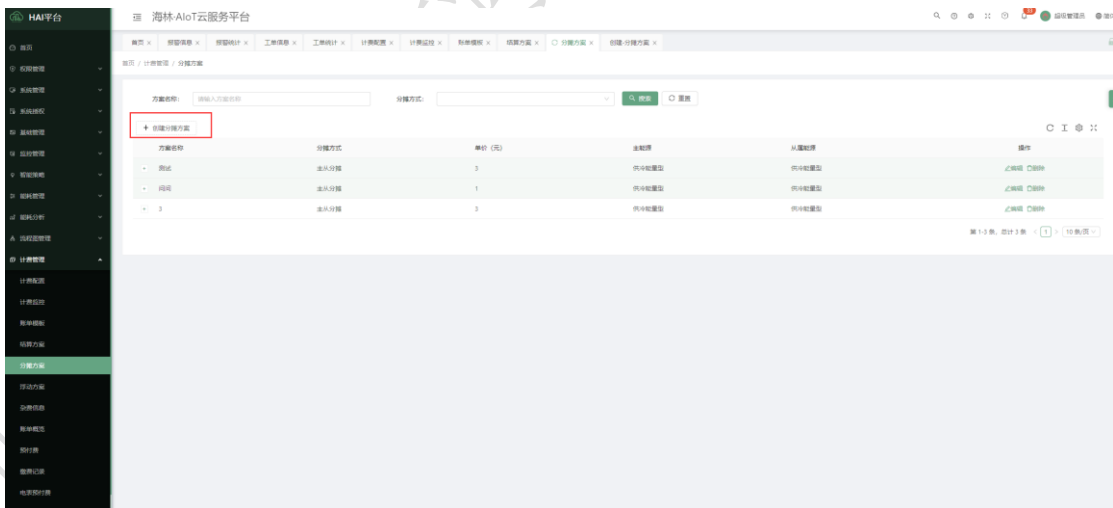 HAI平台
海林·AIoT云服务平台
超级管理员
首页 × 报警信息 × 报警统计 × 工单信息 × 工单统计 × 计费配置 × 计费监控 × 账单模板 × 结算方案 × 分摊方案 × 创建-分摊方案 ×
首页 / 计费管理 / 分摊方案
首页
权限管理
系统管理
系统授权
基础管理
监控管理
智能策略
能耗管理
能耗分析
流程图管理
计费管理
计费配置
计费监控
账单模板
结算方案
分摊方案
浮动方案
杂费信息
账单概览
预付费
缴费记录
电表预付费
方案名称: 请输入方案名称 分摊方式: 搜索 重置
+ 创建分摊方案
方案名称 分摊方式 单价 (元) 主能源 从属能源 操作
+ 测试 主从分摊 3 供冷能量型 供冷能量型 编辑 删除
+ 问问 主从分摊 1 供冷能量型 供冷能量型 编辑 删除
+ 3 主从分摊 3 供冷能量型 供冷能量型 编辑 删除
第 1-3 条, 总计 3 条 < 1 > 10 条/页